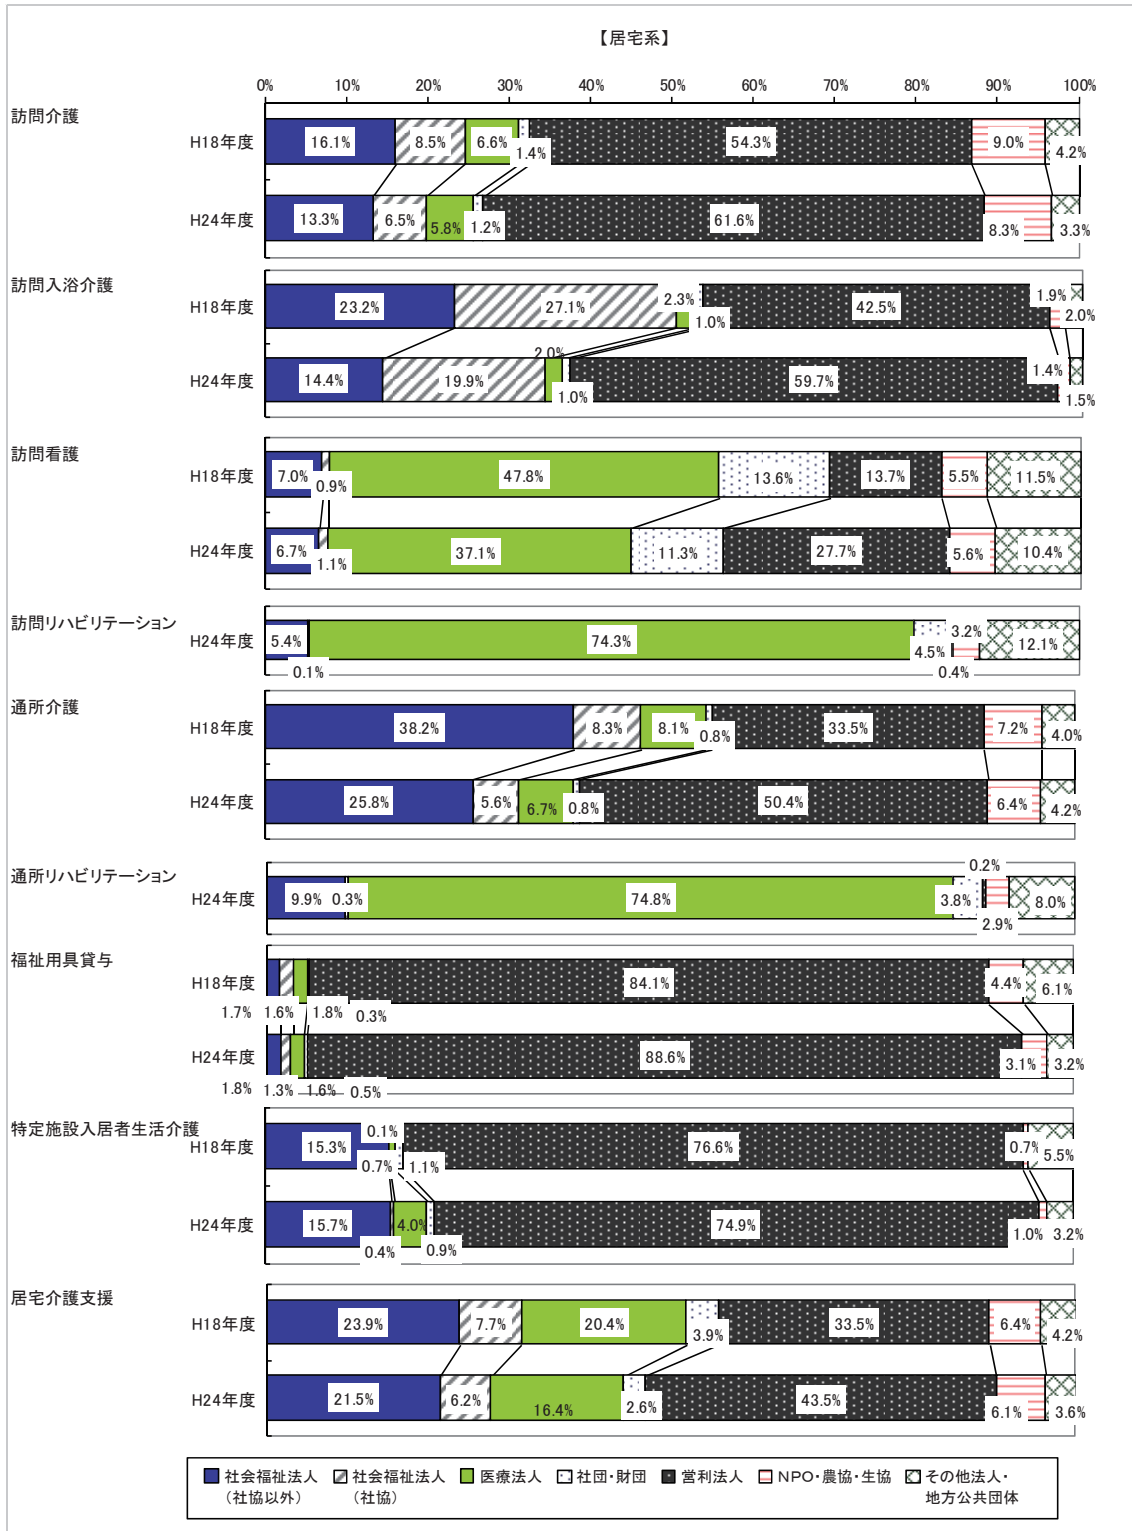 【居宅系】
0% 10% 20% 30% 40% 50% 60% 70% 80% 90% 100%
訪問介護
H18年度 16.1% 8.5% 6.6% 1.4% 54.3% 9.0% 4.2%
H24年度 13.3% 6.5% 5.8% 1.2% 61.6% 8.3% 3.3%
訪問入浴介護
H18年度 23.2% 27.1% 2.3% 1.0% 42.5% 1.9% 2.0%
H24年度 14.4% 19.9% 2.0% 1.0% 59.7% 1.4% 1.5%
訪問看護
H18年度 7.0% 0.9% 47.8% 13.6% 13.7% 5.5% 11.5%
H24年度 6.7% 1.1% 37.1% 11.3% 27.7% 5.6% 10.4%
訪問リハビリテーション
H24年度 5.4% 0.1% 74.3% 4.5% 0.4% 3.2% 12.1%
通所介護
H18年度 38.2% 8.3% 8.1% 0.8% 33.5% 7.2% 4.0%
H24年度 25.8% 5.6% 6.7% 0.8% 50.4% 6.4% 4.2%
通所リハビリテーション
H24年度 9.9% 0.3% 74.8% 3.8% 0.2% 2.9% 8.0%
福祉用具貸与
H18年度 1.7% 1.6% 1.8% 0.3% 84.1% 4.4% 6.1%
H24年度 1.8% 1.3% 1.6% 0.5% 88.6% 3.1% 3.2%
特定施設入居者生活介護
H18年度 15.3% 0.1% 0.7% 1.1% 76.6% 0.7% 5.5%
H24年度 15.7% 0.4% 4.0% 0.9% 74.9% 1.0% 3.2%
居宅介護支援
H18年度 23.9% 7.7% 20.4% 3.9% 33.5% 6.4% 4.2%
H24年度 21.5% 6.2% 16.4% 2.6% 43.5% 6.1% 3.6%
社会福祉法人 社会福祉法人 医療法人 社団・財団 営利法人 NPO・農協・生協 その他法人・
（社協以外） （社協） 地方公共団体